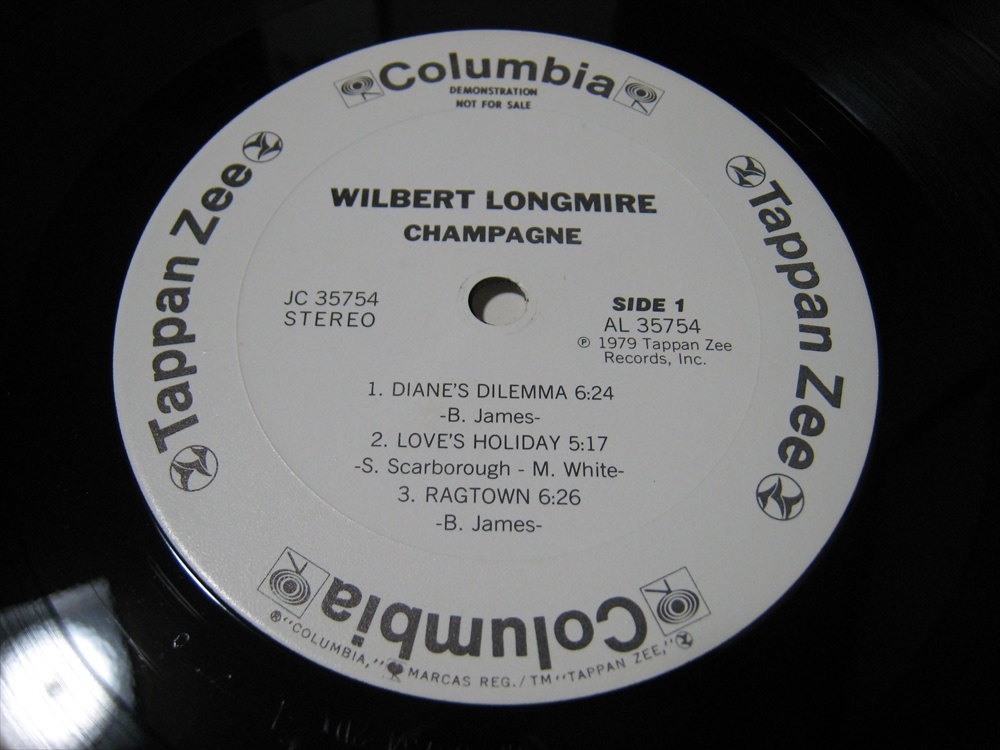 Columbia
DEMONSTRATION
NOT FOR SALE
Tappan Zee
Tappan Zee
WILBERT LONGMIRE
CHAMPAGNE
JC 35754
STEREO
SIDE 1
AL 35754
℗ 1979 Tappan Zee
Records, Inc.
1. DIANE'S DILEMMA 6:24
-B. James-
2. LOVE'S HOLIDAY 5:17
-S. Scarborough - M. White-
3. RAGTOWN 6:26
-B. James-
Columbia
®"COLUMBIA," MARCAS REG./TM "TAPPAN ZEE,"